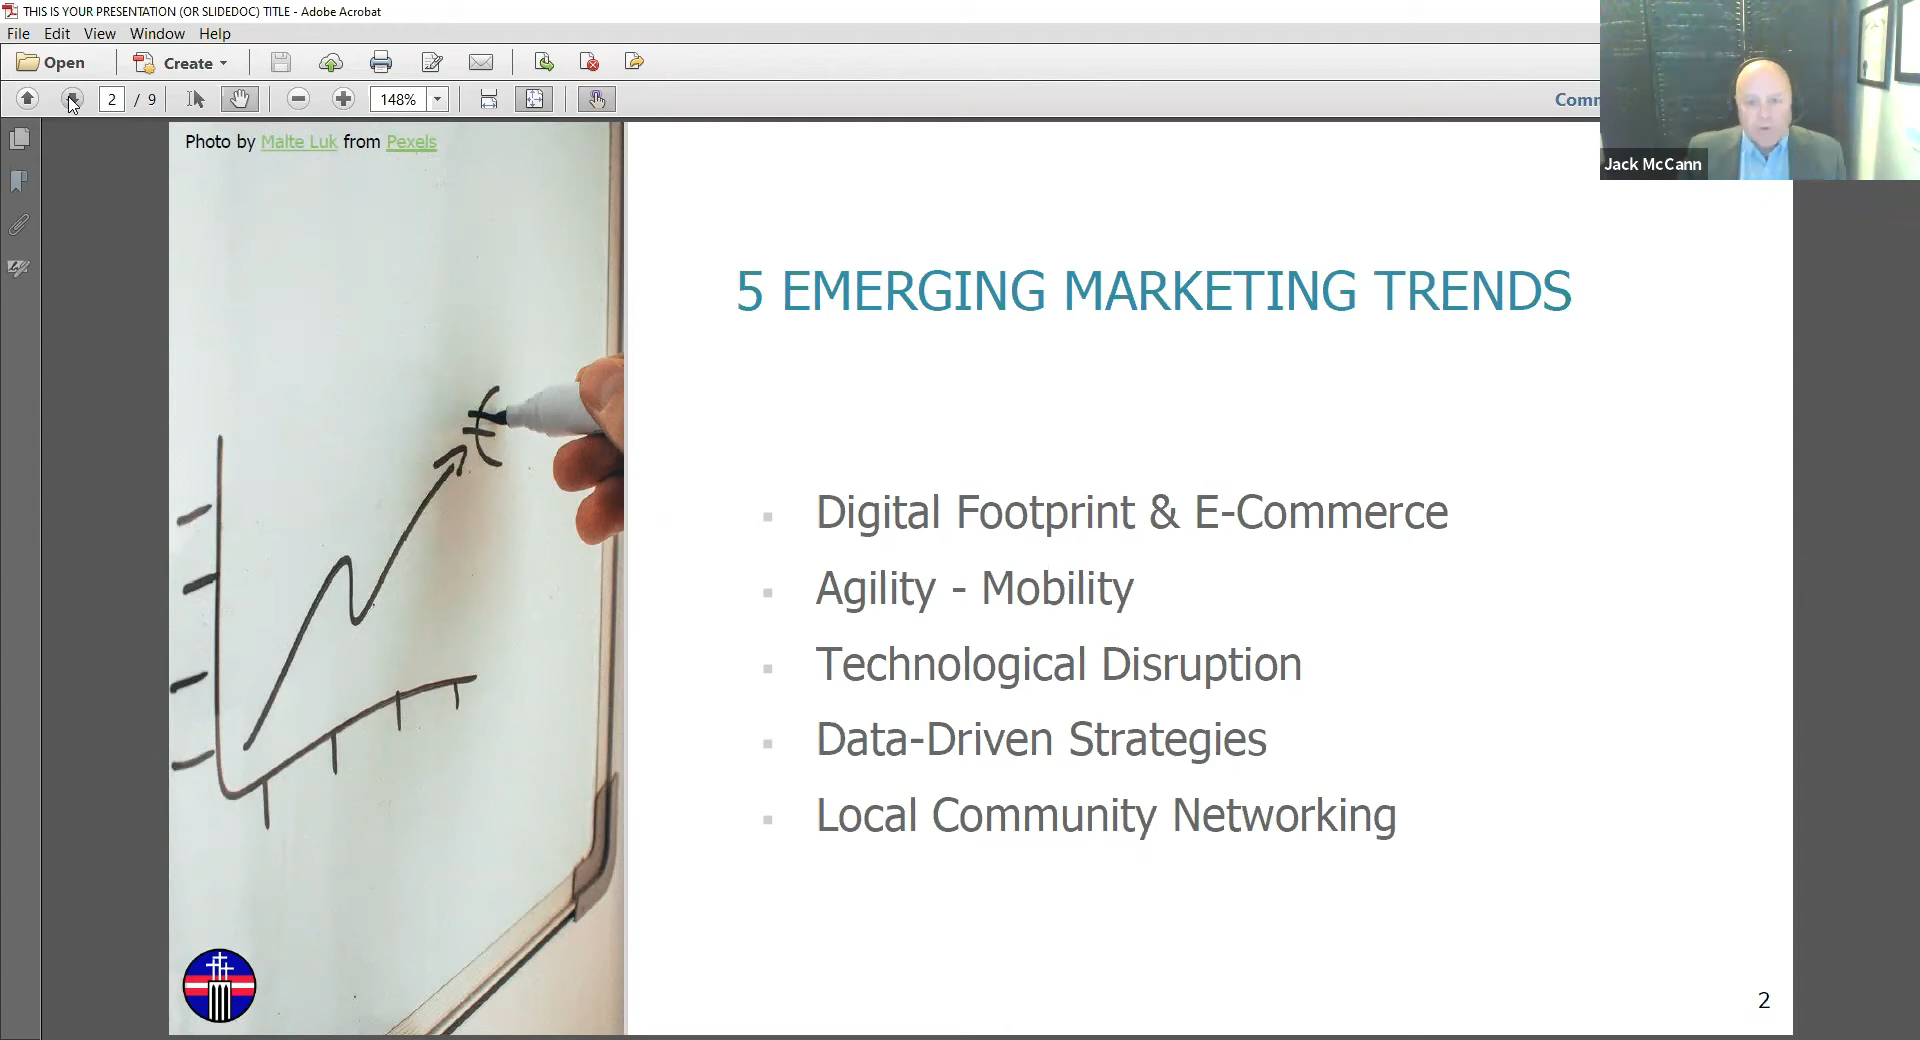 THIS IS YOUR PRESENTATION (OR SLIDEDOC) TITLE - Adobe Acrobat
File Edit View Window Help
Open Create
2 / 9 148% Comm
Jack McCann
Photo by Malte Luk from Pexels
5 EMERGING MARKETING TRENDS
Digital Footprint & E-Commerce
Agility - Mobility
Technological Disruption
Data-Driven Strategies
Local Community Networking
2